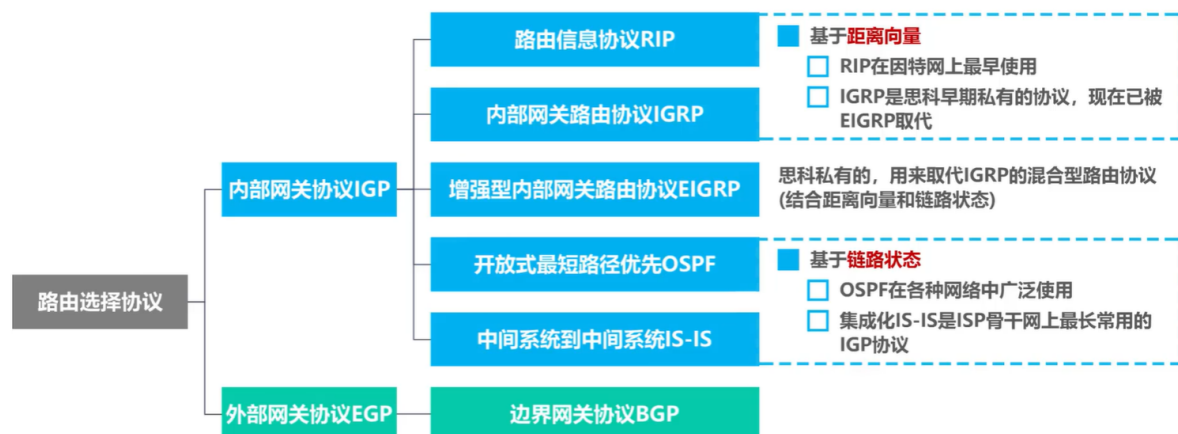 路由选择协议
内部网关协议IGP
路由信息协议RIP
内部网关路由协议IGRP
基于距离向量
RIP在因特网上最早使用
IGRP是思科早期私有的协议，现在已被
EIGRP取代
增强型内部网关路由协议EIGRP
思科私有的，用来取代IGRP的混合型路由协议
(结合距离向量和链路状态)
开放式最短路径优先OSPF
中间系统到中间系统IS-IS
基于链路状态
OSPF在各种网络中广泛使用
集成化IS-IS是ISP骨干网上最长常用的
IGP协议
外部网关协议EGP
边界网关协议BGP